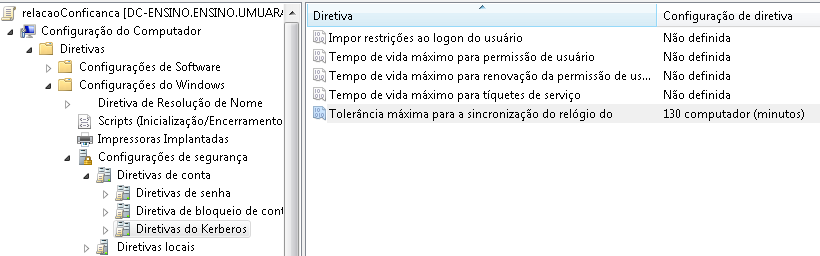 relacaoConficanca [DC-ENSINO.ENSINO.UMUARA
Configuração do Computador
Diretivas
Configurações de Software
Configurações do Windows
Diretiva de Resolução de Nome
Scripts (Inicialização/Encerramento
Impressoras Implantadas
Configurações de segurança
Diretivas de conta
Diretivas de senha
Diretiva de bloqueio de cont
Diretivas do Kerberos
Diretivas locais
Diretiva Configuração de diretiva
Impor restrições ao logon do usuário Não definida
Tempo de vida máximo para permissão de usuário Não definida
Tempo de vida máximo para renovação da permissão de us... Não definida
Tempo de vida máximo para tíquetes de serviço Não definida
Tolerância máxima para a sincronização do relógio do 130 computador (minutos)